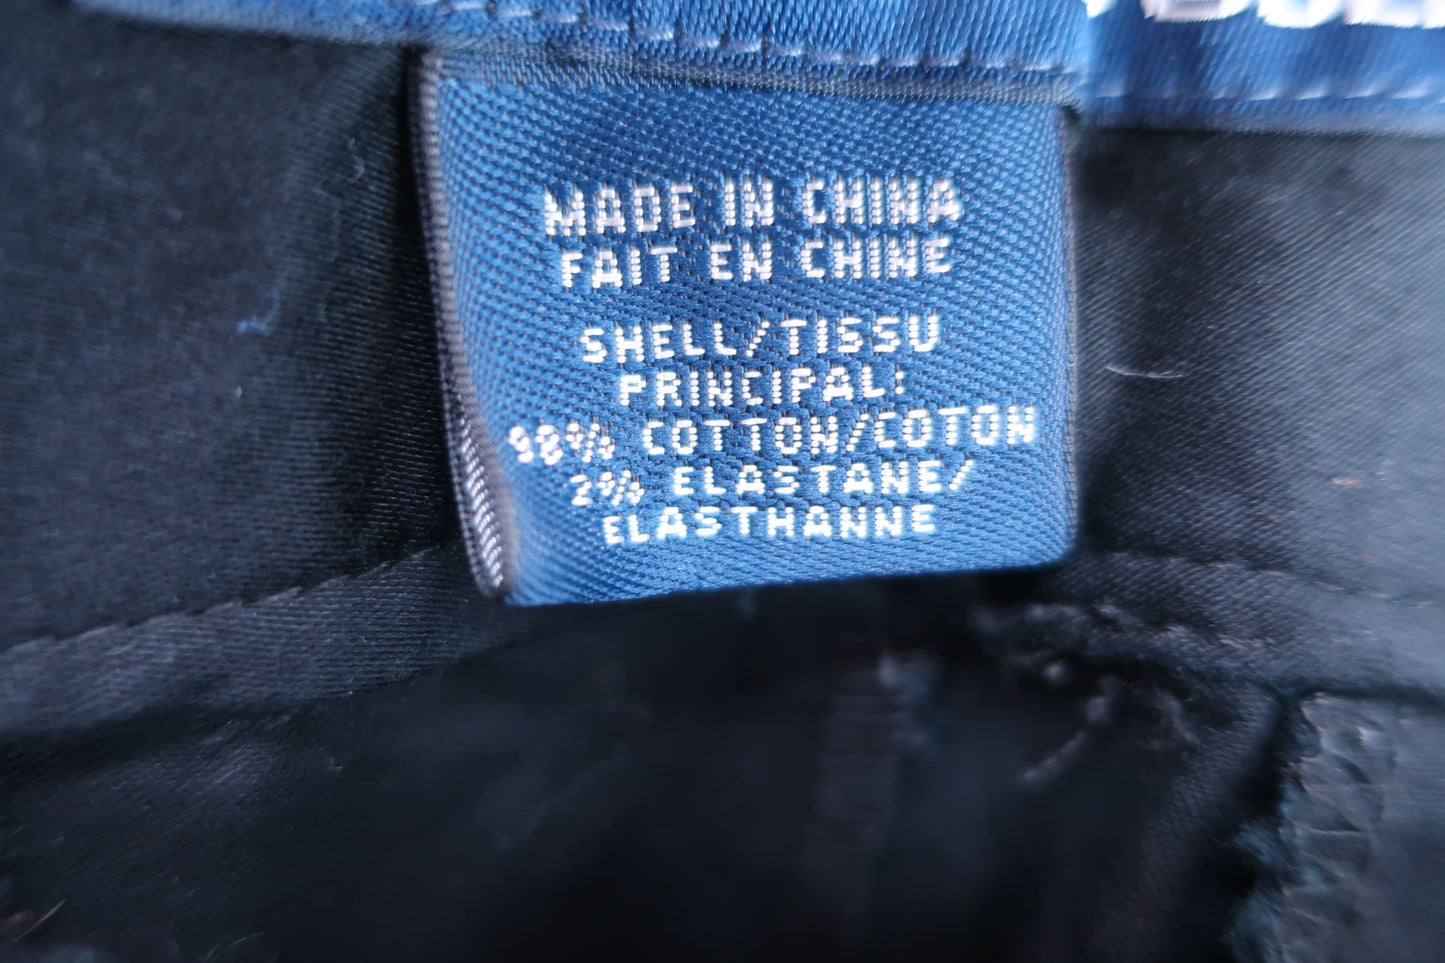 MADE IN CHINA
FAIT EN CHINE
SHELL/TISSU
PRINCIPAL:
98% COTTON/COTON
2% ELASTANE/
ELASTHANNE